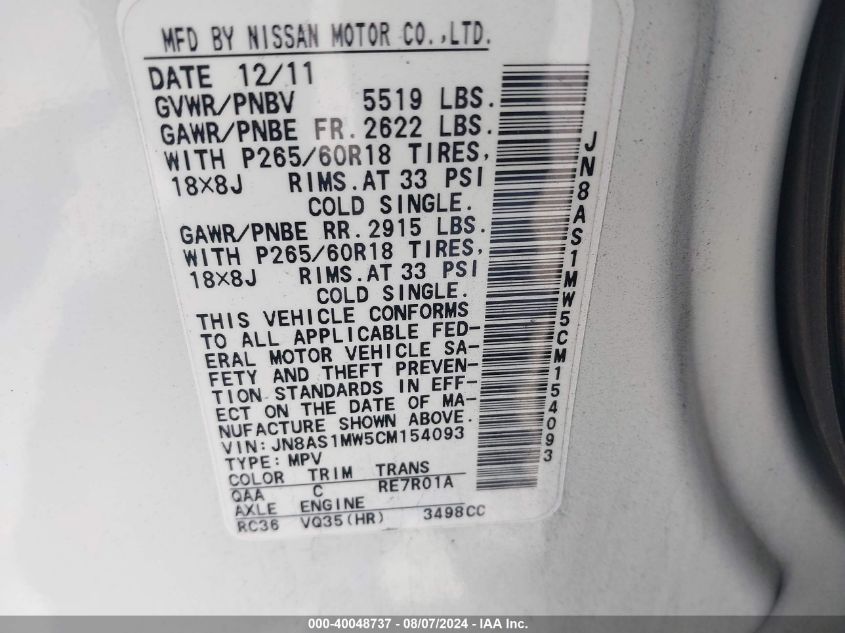 MFD BY NISSAN MOTOR CO.,LTD.
DATE 12/11
GVWR/PNBV 5519 LBS.
GAWR/PNBE FR. 2622 LBS.
WITH P265/60R18 TIRES,
18X8J RIMS.AT 33 PSI
COLD SINGLE.
GAWR/PNBE RR. 2915 LBS.
WITH P265/60R18 TIRES,
18X8J RIMS.AT 33 PSI
COLD SINGLE.
THIS VEHICLE CONFORMS
TO ALL APPLICABLE FED-
ERAL MOTOR VEHICLE SA-
FETY AND THEFT PREVEN-
TION STANDARDS IN EFF-
ECT ON THE DATE OF MA-
NUFACTURE SHOWN ABOVE.
VIN: JN8AS1MW5CM154093
TYPE: MPV
COLOR TRIM TRANS
QAA C RE7R01A
AXLE ENGINE
RC36 VQ35(HR) 3498CC
JN8AS1MW5CM154093
000-40048737 - 08/07/2024 - IAA Inc.